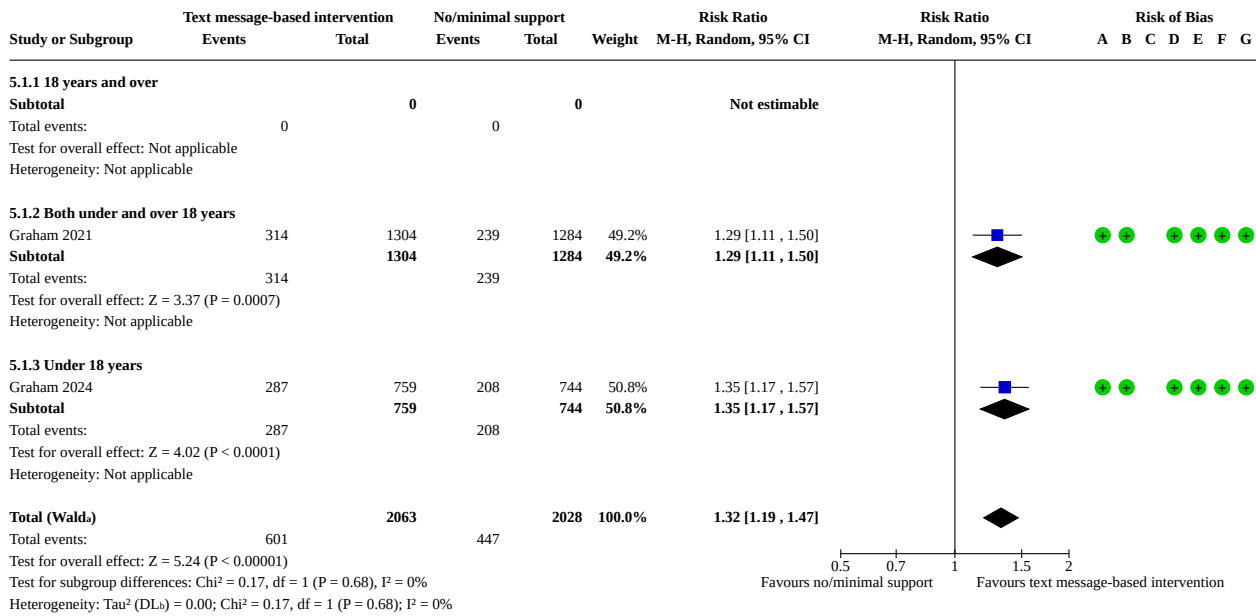 Text message-based intervention No/minimal support Risk Ratio Risk Ratio Risk of Bias
Study or Subgroup Events Total Events Total Weight M-H, Random, 95% CI M-H, Random, 95% CI A B C D E F G
5.1.1 18 years and over
Subtotal 0 0 Not estimable
Total events: 0 0
Test for overall effect: Not applicable
Heterogeneity: Not applicable
5.1.2 Both under and over 18 years
Graham 2021 314 1304 239 1284 49.2% 1.29 [1.11 , 1.50] + + + + + +
Subtotal 1304 1284 49.2% 1.29 [1.11 , 1.50]
Total events: 314 239
Test for overall effect: Z = 3.37 (P = 0.0007)
Heterogeneity: Not applicable
5.1.3 Under 18 years
Graham 2024 287 759 208 744 50.8% 1.35 [1.17 , 1.57] + + + + + +
Subtotal 759 744 50.8% 1.35 [1.17 , 1.57]
Total events: 287 208
Test for overall effect: Z = 4.02 (P < 0.0001)
Heterogeneity: Not applicable
Total (Waldₐ) 2063 2028 100.0% 1.32 [1.19 , 1.47]
Total events: 601 447
Test for overall effect: Z = 5.24 (P < 0.00001)
Test for subgroup differences: Chi² = 0.17, df = 1 (P = 0.68), I² = 0%
Heterogeneity: Tau² (DLb) = 0.00; Chi² = 0.17, df = 1 (P = 0.68); I² = 0%
0.5 0.7 1 1.5 2
Favours no/minimal support Favours text message-based intervention